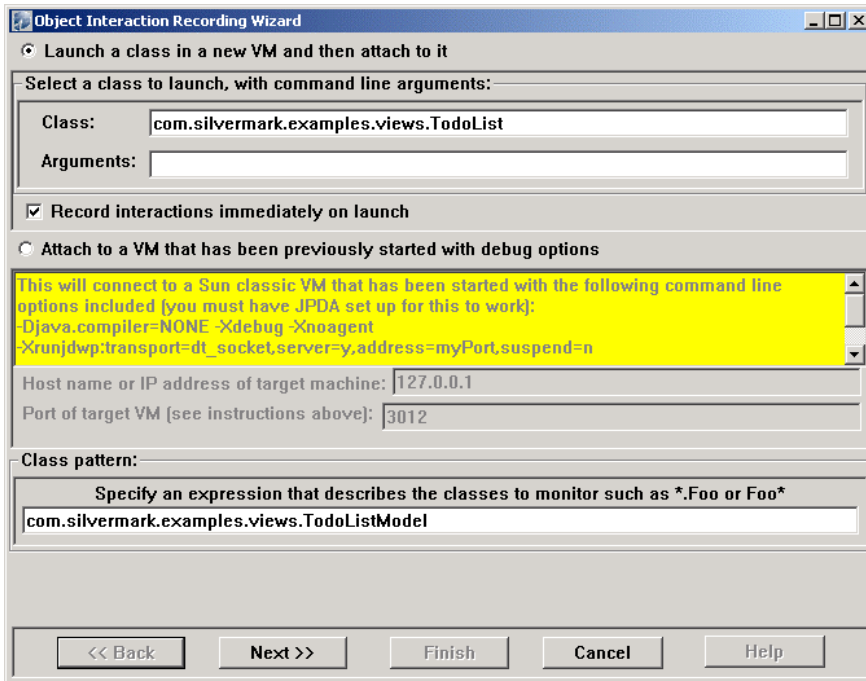 Object Interaction Recording Wizard
Launch a class in a new VM and then attach to it
Select a class to launch, with command line arguments:
Class: com.silvermark.examples.views.TodoList
Arguments:
Record interactions immediately on launch
Attach to a VM that has been previously started with debug options
This will connect to a Sun classic VM that has been started with the following command line
options included (you must have JPDA set up for this to work):
-Djava.compiler=NONE -Xdebug -Xnoagent
-Xrunjdwp:transport=dt_socket,server=y,address=myPort,suspend=n
Host name or IP address of target machine: 127.0.0.1
Port of target VM (see instructions above): 3012
Class pattern:
Specify an expression that describes the classes to monitor such as *.Foo or Foo*
com.silvermark.examples.views.TodoListModel
<< Back Next >> Finish Cancel Help